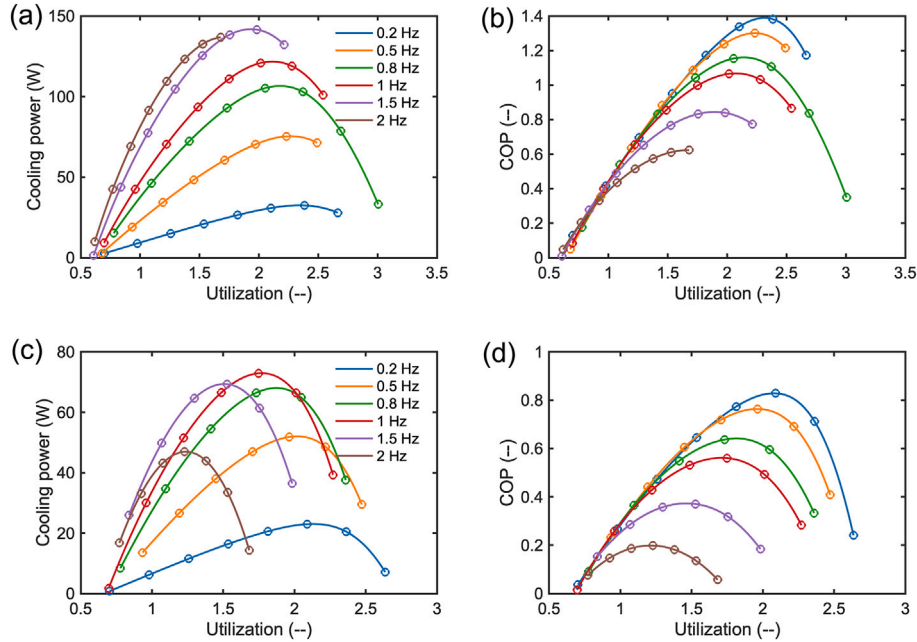 (a)
150
100
50
0
Cooling power (W)
0.2 Hz
0.5 Hz
0.8 Hz
1 Hz
1.5 Hz
2 Hz
0.5 1 1.5 2 2.5 3 3.5
Utilization (--)
(b)
1.4
1.2
1
0.8
0.6
0.4
0.2
0
COP (--)
0.5 1 1.5 2 2.5 3 3.5
Utilization (--)
(c)
80
60
40
20
0
Cooling power (W)
0.2 Hz
0.5 Hz
0.8 Hz
1 Hz
1.5 Hz
2 Hz
0.5 1 1.5 2 2.5 3
Utilization (--)
(d)
1
0.8
0.6
0.4
0.2
0
COP (--)
0.5 1 1.5 2 2.5 3
Utilization (--)